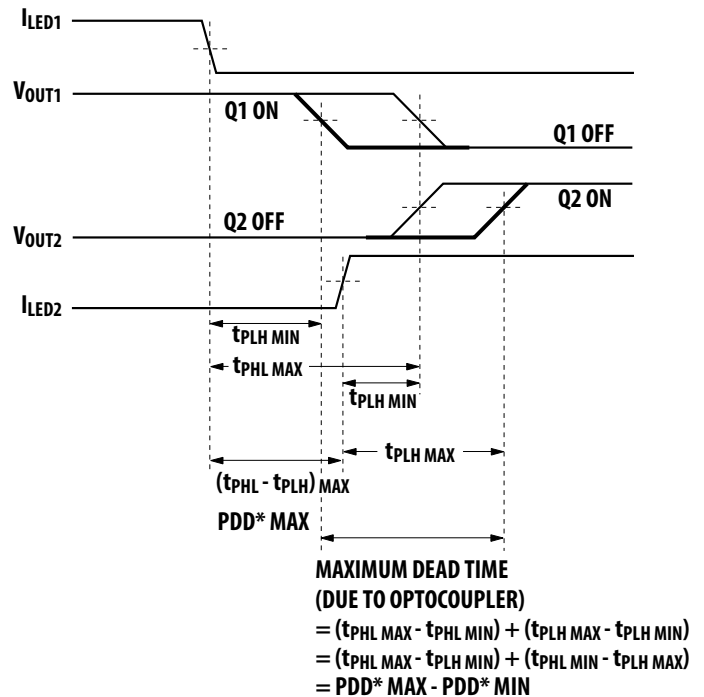 ILED1
VOUT1
Q1 ON
Q1 OFF
Q2 OFF
Q2 ON
VOUT2
ILED2
tPLH MIN
tPHL MAX
tPLH MIN
tPLH MAX
(tPHL - tPLH) MAX
PDD* MAX
MAXIMUM DEAD TIME
(DUE TO OPTOCOUPLER)
= (tPHL MAX - tPHL MIN) + (tPLH MAX - tPLH MIN)
= (tPHL MAX - tPLH MIN) + (tPHL MIN - tPLH MAX)
= PDD* MAX - PDD* MIN